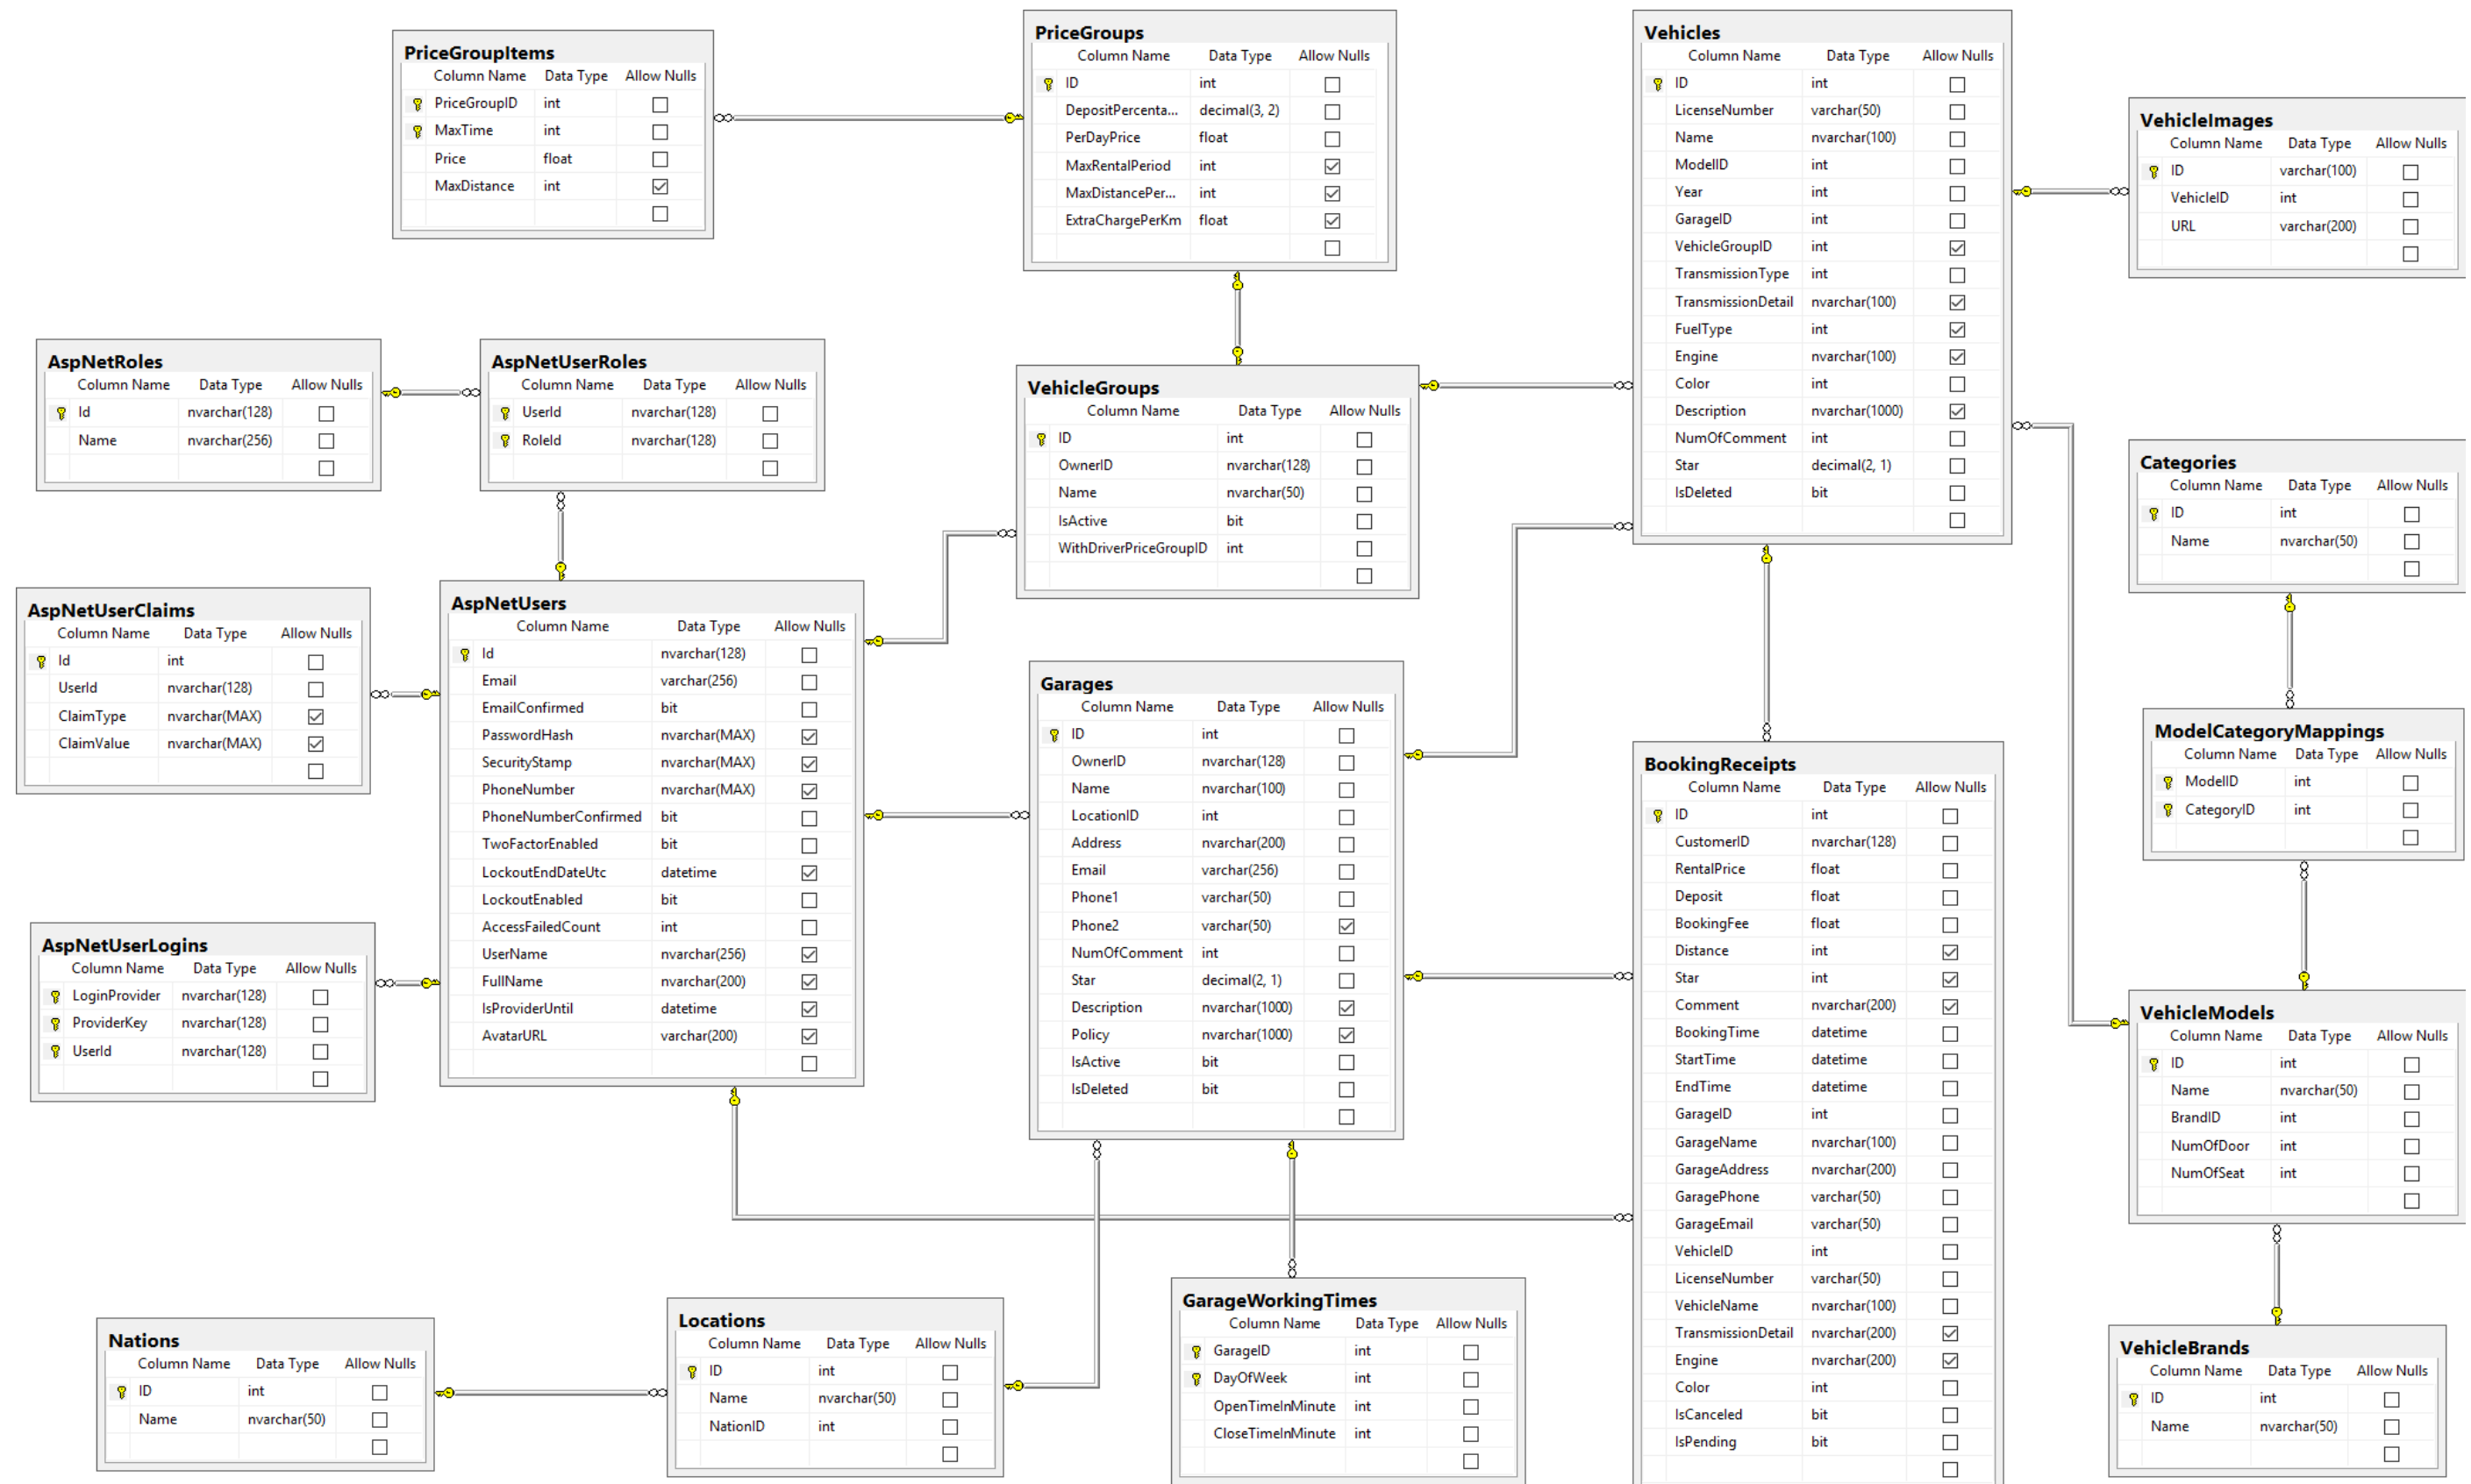 PriceGroupItems
Column Name Data Type Allow Nulls
PriceGroupID int
MaxTime int
Price float
MaxDistance int
PriceGroups
Column Name Data Type Allow Nulls
ID int
DepositPercenta... decimal(3, 2)
PerDayPrice float
MaxRentalPeriod int
MaxDistancePer... int
ExtraChargePerKm float
Vehicles
Column Name Data Type Allow Nulls
ID int
LicenseNumber varchar(50)
Name nvarchar(100)
ModelID int
Year int
GarageID int
VehicleGroupID int
TransmissionType int
TransmissionDetail nvarchar(100)
FuelType int
Engine nvarchar(100)
Color int
Description nvarchar(1000)
NumOfComment int
Star decimal(2, 1)
IsDeleted bit
VehicleImages
Column Name Data Type Allow Nulls
ID varchar(100)
VehicleID int
URL varchar(200)
AspNetRoles
Column Name Data Type Allow Nulls
Id nvarchar(128)
Name nvarchar(256)
AspNetUserRoles
Column Name Data Type Allow Nulls
UserId nvarchar(128)
RoleId nvarchar(128)
VehicleGroups
Column Name Data Type Allow Nulls
ID int
OwnerID nvarchar(128)
Name nvarchar(50)
IsActive bit
WithDriverPriceGroupID int
Categories
Column Name Data Type Allow Nulls
ID int
Name nvarchar(50)
AspNetUserClaims
Column Name Data Type Allow Nulls
Id int
UserId nvarchar(128)
ClaimType nvarchar(MAX)
ClaimValue nvarchar(MAX)
AspNetUsers
Column Name Data Type Allow Nulls
Id nvarchar(128)
Email varchar(256)
EmailConfirmed bit
PasswordHash nvarchar(MAX)
SecurityStamp nvarchar(MAX)
PhoneNumber nvarchar(MAX)
PhoneNumberConfirmed bit
TwoFactorEnabled bit
LockoutEndDateUtc datetime
LockoutEnabled bit
AccessFailedCount int
UserName nvarchar(256)
FullName nvarchar(200)
IsProviderUntil datetime
AvatarURL varchar(200)
Garages
Column Name Data Type Allow Nulls
ID int
OwnerID nvarchar(128)
Name nvarchar(100)
LocationID int
Address nvarchar(200)
Email varchar(256)
Phone1 varchar(50)
Phone2 varchar(50)
NumOfComment int
Star decimal(2, 1)
Description nvarchar(1000)
Policy nvarchar(1000)
IsActive bit
IsDeleted bit
BookingReceipts
Column Name Data Type Allow Nulls
ID int
CustomerID nvarchar(128)
RentalPrice float
Deposit float
BookingFee float
Distance int
Star int
Comment nvarchar(200)
BookingTime datetime
StartTime datetime
EndTime datetime
GarageID int
GarageName nvarchar(100)
GarageAddress nvarchar(200)
GaragePhone varchar(50)
GarageEmail varchar(50)
VehicleID int
LicenseNumber varchar(50)
VehicleName nvarchar(100)
TransmissionDetail nvarchar(200)
Engine nvarchar(200)
Color int
IsCanceled bit
IsPending bit
ModelCategoryMappings
Column Name Data Type Allow Nulls
ModelID int
CategoryID int
AspNetUserLogins
Column Name Data Type Allow Nulls
LoginProvider nvarchar(128)
ProviderKey nvarchar(128)
UserId nvarchar(128)
VehicleModels
Column Name Data Type Allow Nulls
ID int
Name nvarchar(50)
BrandID int
NumOfDoor int
NumOfSeat int
Nations
Column Name Data Type Allow Nulls
ID int
Name nvarchar(50)
Locations
Column Name Data Type Allow Nulls
ID int
Name nvarchar(50)
NationID int
GarageWorkingTimes
Column Name Data Type Allow Nulls
GarageID int
DayOfWeek int
OpenTimeInMinute int
CloseTimeInMinute int
VehicleBrands
Column Name Data Type Allow Nulls
ID int
Name nvarchar(50)